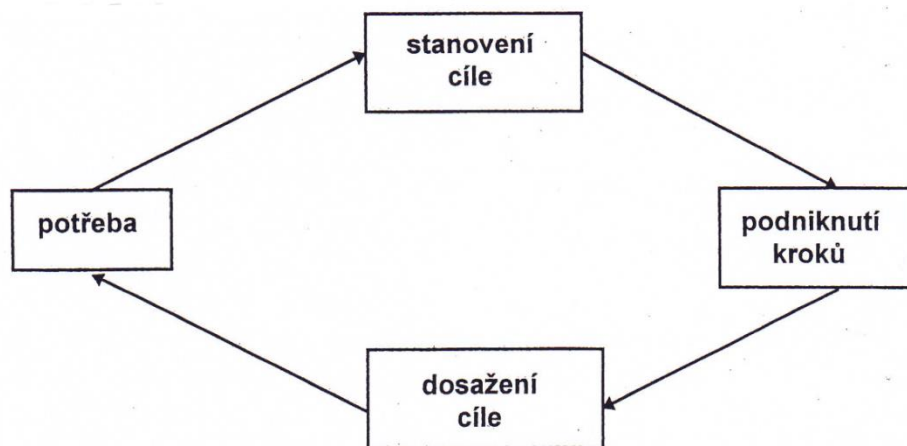 stanovení
cíle
potřeba
podniknutí
kroků
dosažení
cíle